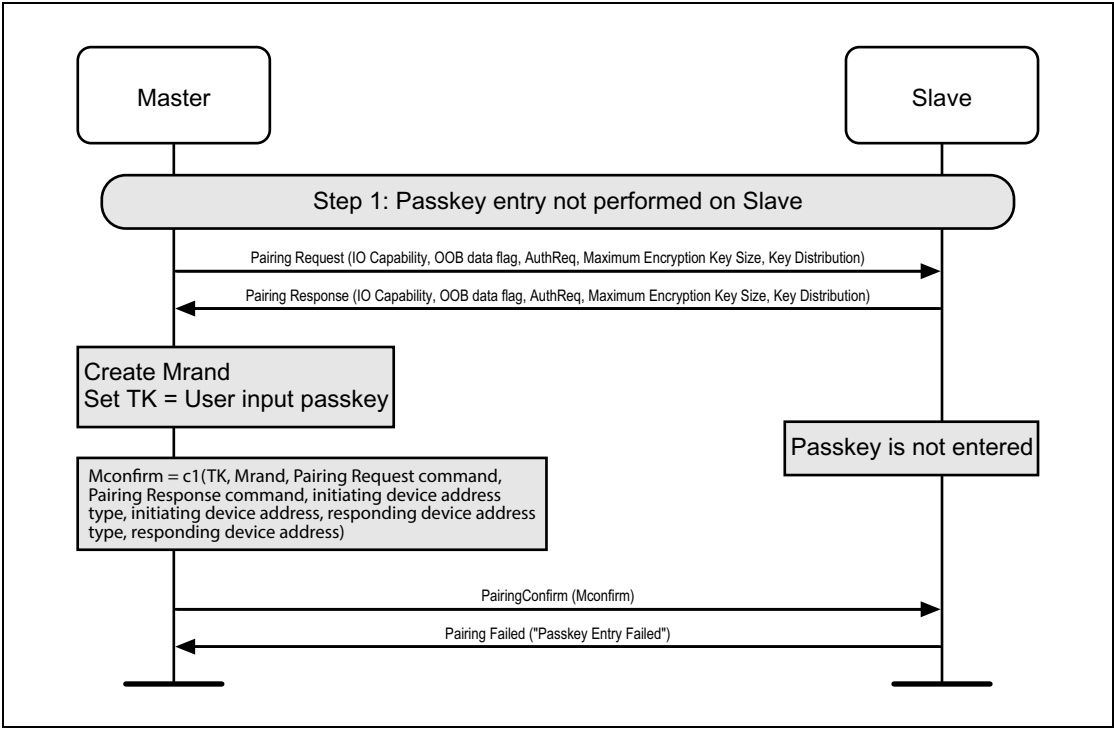 Master
Slave
Step 1: Passkey entry not performed on Slave
Pairing Request (IO Capability, OOB data flag, AuthReq, Maximum Encryption Key Size, Key Distribution)
Pairing Response (IO Capability, OOB data flag, AuthReq, Maximum Encryption Key Size, Key Distribution)
Create Mrand
Set TK = User input passkey
Passkey is not entered
Mconfirm = c1(TK, Mrand, Pairing Request command,
Pairing Response command, initiating device address
type, initiating device address, responding device address
type, responding device address)
PairingConfirm (Mconfirm)
Pairing Failed ("Passkey Entry Failed")